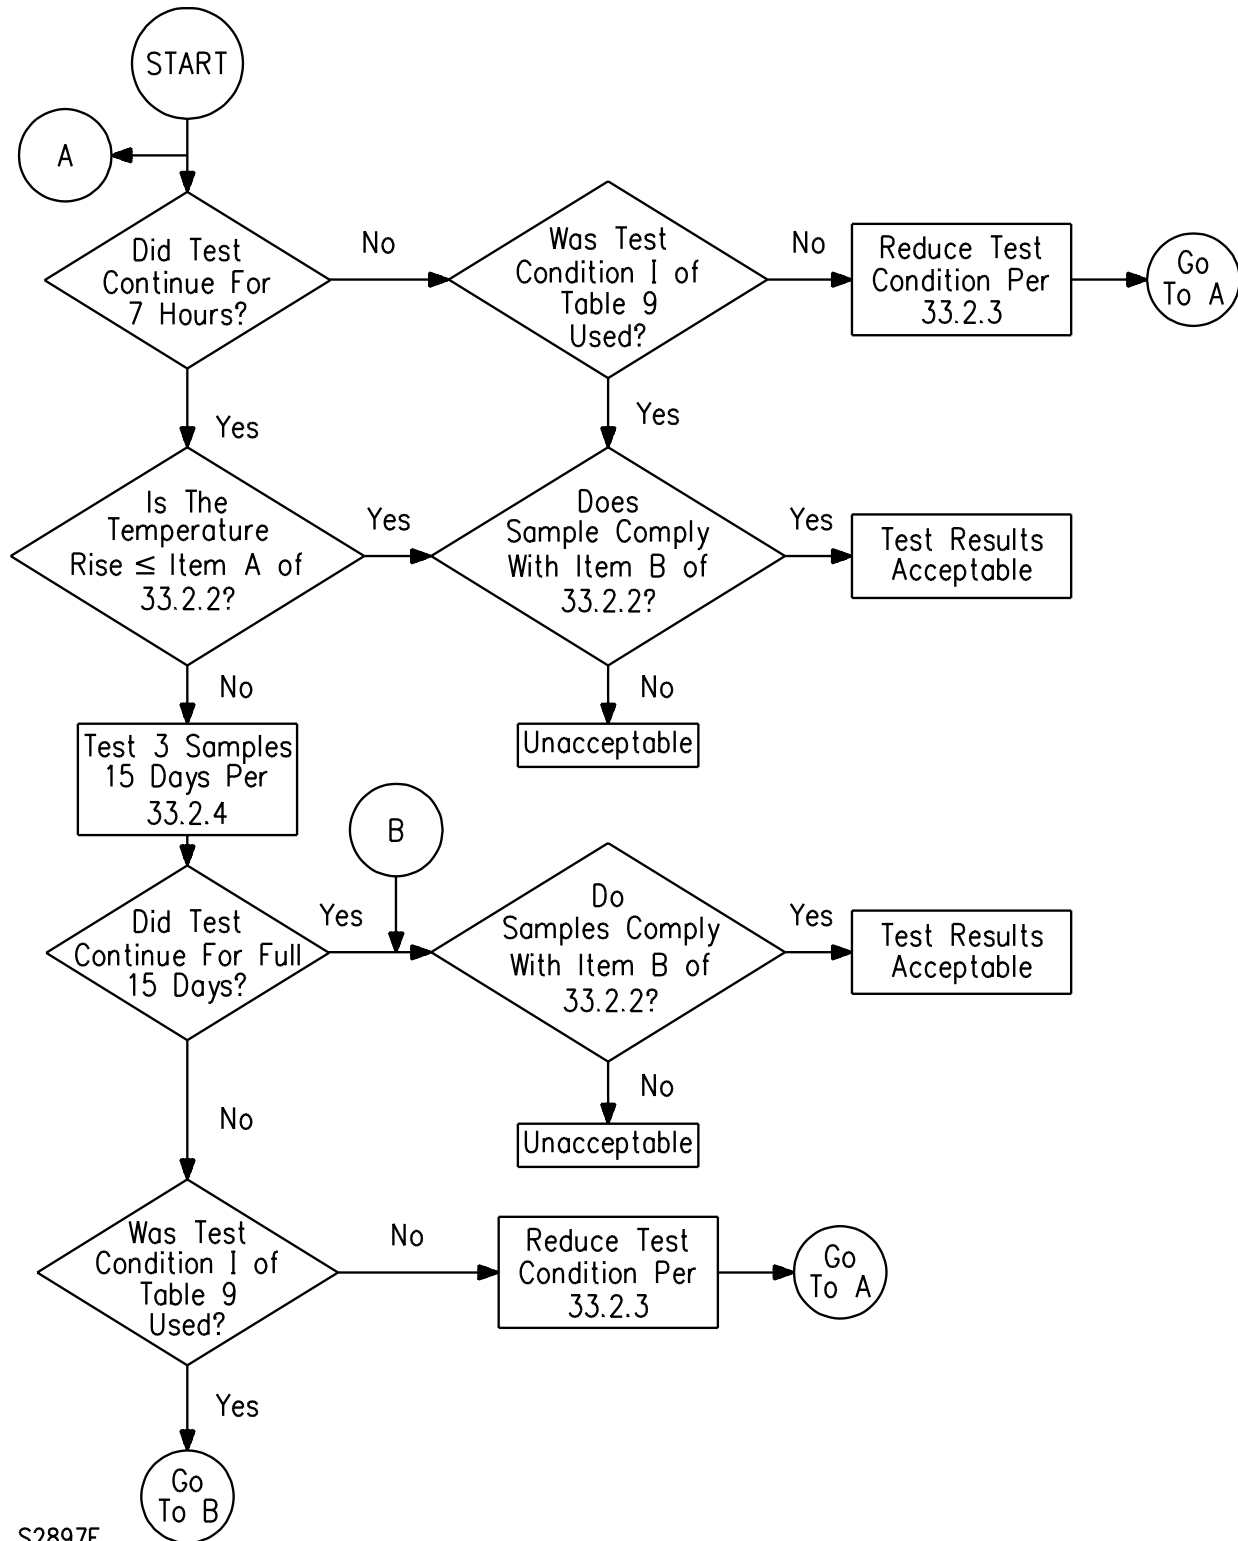 START
A
Did Test
Continue For
7 Hours?
No
Was Test
Condition I of
Table 9
Used?
No
Reduce Test
Condition Per
33.2.3
Go
To A
Yes
Yes
Is The
Temperature
Rise ≤ Item A of
33.2.2?
Yes
Does
Sample Comply
With Item B of
33.2.2?
Yes
Test Results
Acceptable
No
No
Test 3 Samples
15 Days Per
33.2.4
Unacceptable
B
Did Test
Continue For Full
15 Days?
Yes
Do
Samples Comply
With Item B of
33.2.2?
Yes
Test Results
Acceptable
No
No
Unacceptable
Was Test
Condition I of
Table 9
Used?
No
Reduce Test
Condition Per
33.2.3
Go
To A
Yes
Go
To B